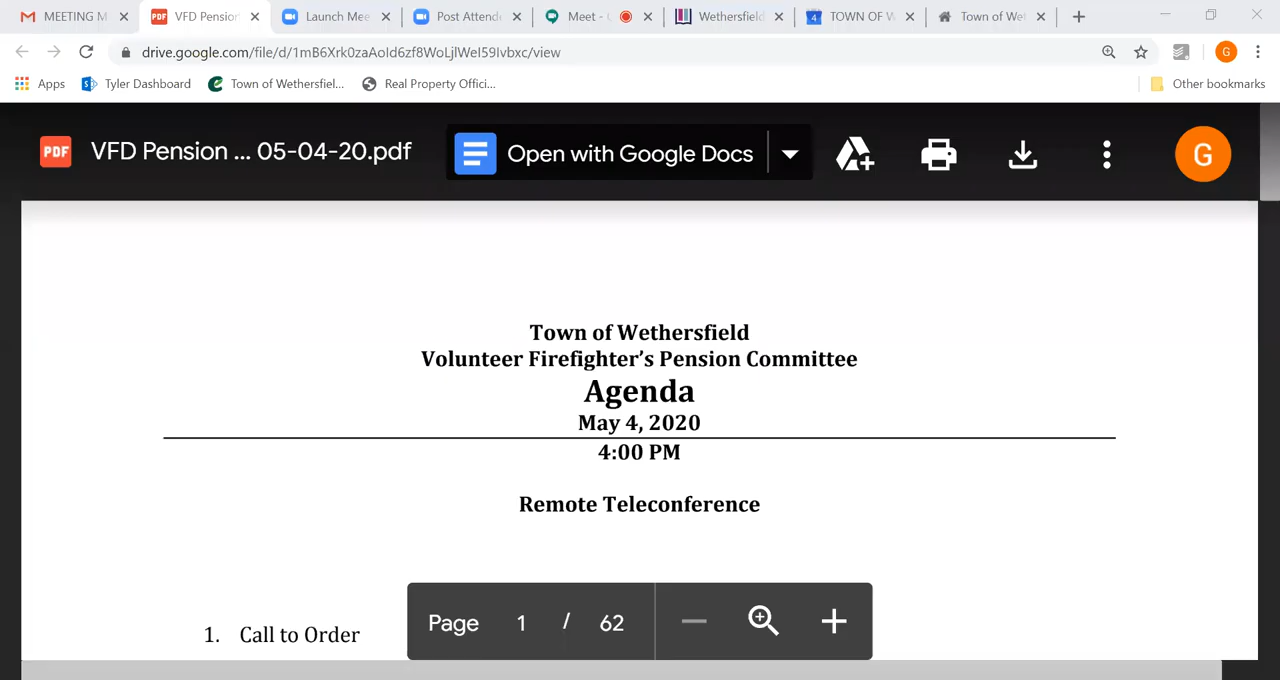 MEETING M
VFD Pension
Launch Mee
Post Attend
Meet -
Wethersfield
TOWN OF W
Town of Wet
drive.google.com/file/d/1mB6Xrk0zaAoId6zf8WoLjlWeI59Ivbxc/view
G
Apps
Tyler Dashboard
Town of Wethersfiel...
Real Property Offici...
Other bookmarks
PDF
VFD Pension ... 05-04-20.pdf
Open with Google Docs
G
Town of Wethersfield
Volunteer Firefighter’s Pension Committee
Agenda
May 4, 2020
4:00 PM
Remote Teleconference
1. Call to Order
Page 1 / 62